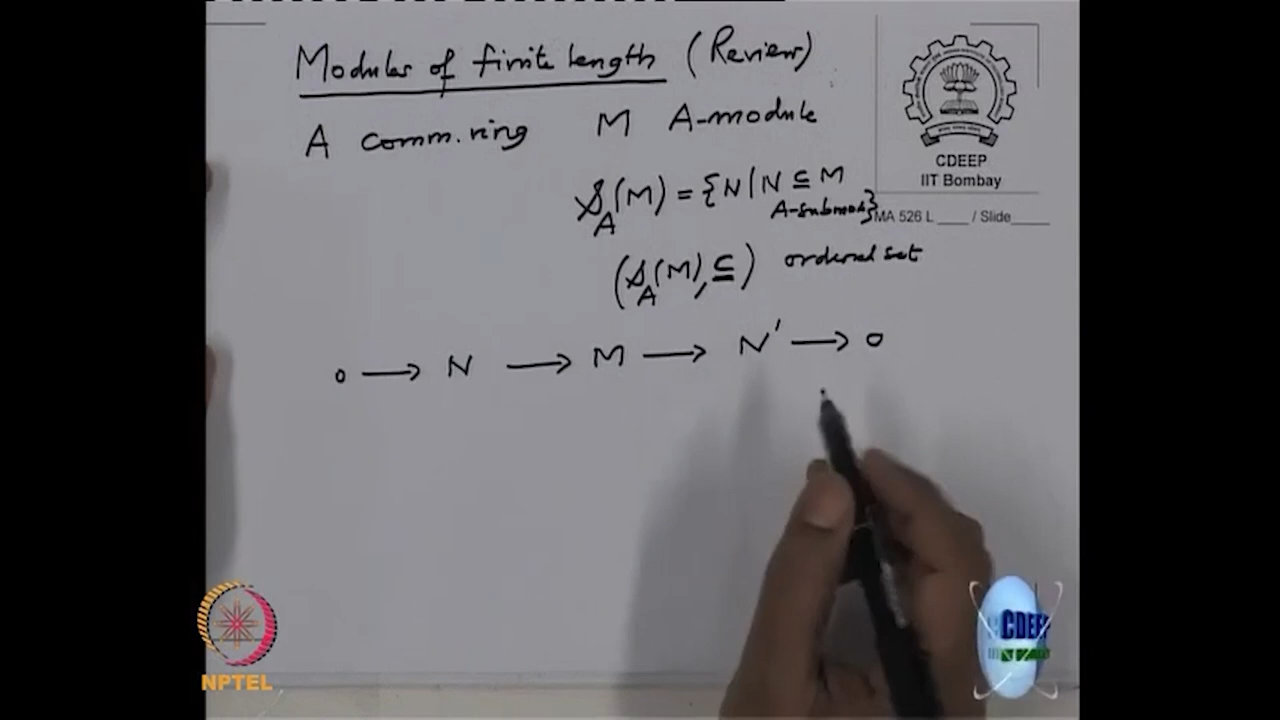 Modules of finite length (Review)
A comm. ring M A-module
S_A(M) = {N | N ⊆ M
A-submod}
(S_A(M), ⊆) ordered set
0 → N → M → N' → 0
CDEEP
IIT Bombay
MA 526 L ____ / Slide____
NPTEL
CDEEP